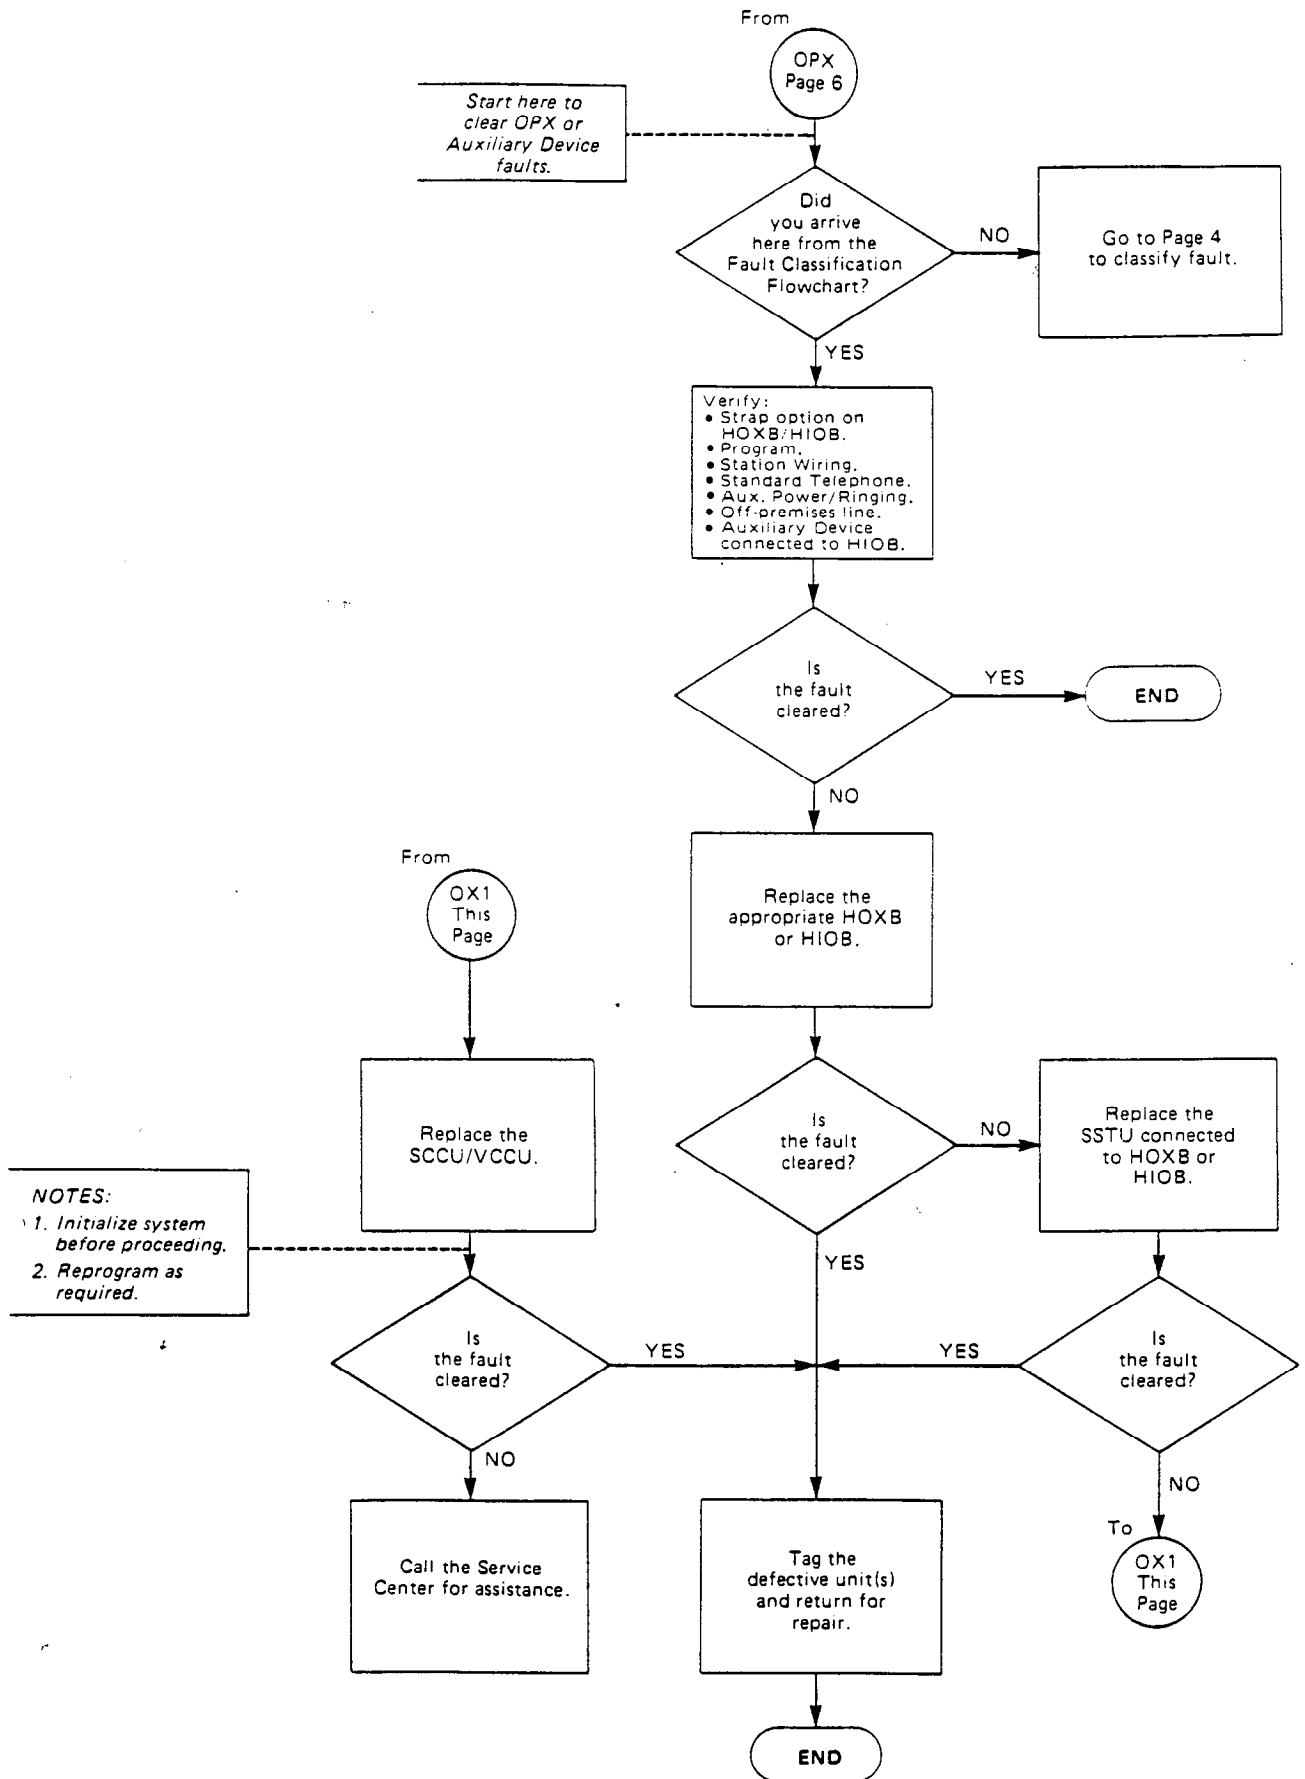 From
OPX
Page 6
Start here to
clear OPX or
Auxiliary Device
faults.
Did
you arrive
here from the
Fault Classification
Flowchart?
NO
Go to Page 4
to classify fault.
YES
Verify:
• Strap option on
HOXB/HIOB.
• Program.
• Station Wiring.
• Standard Telephone.
• Aux. Power/Ringing.
• Off-premises line.
• Auxiliary Device
connected to HIOB.
Is
the fault
cleared?
YES
END
NO
Replace the
appropriate HOXB
or HIOB.
From
OX1
This
Page
Replace the
SCCU/VCCU.
Is
the fault
cleared?
NO
Replace the
SSTU connected
to HOXB or
HIOB.
YES
NOTES:
1. Initialize system
before proceeding.
2. Reprogram as
required.
Is
the fault
cleared?
YES
YES
Is
the fault
cleared?
NO
NO
Call the Service
Center for assistance.
Tag the
defective unit(s)
and return for
repair.
To
OX1
This
Page
END